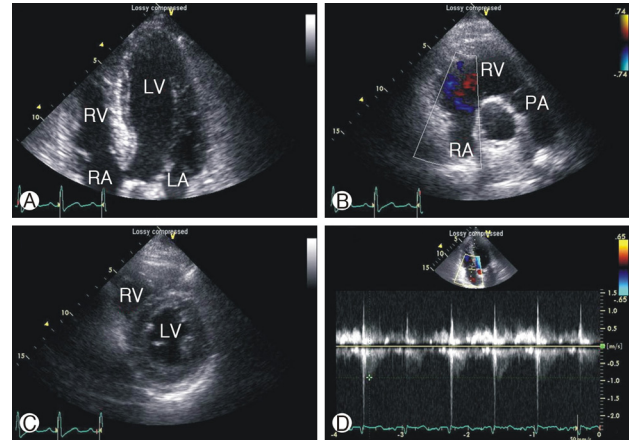 Lossy compressed
V
5
10
LV
RV
RA
LA
A
Lossy compressed
V
.74
-.74
5
10
15
RV
PA
RA
B
Lossy compressed
V
5
10
15
RV
LV
C
Lossy compressed
V
.65
-.65
5
10
15
1.5
1.0
0.5
[m/s]
-0.5
-1.0
-1.5
-2.0
-4
-3
-2
-1
0
D